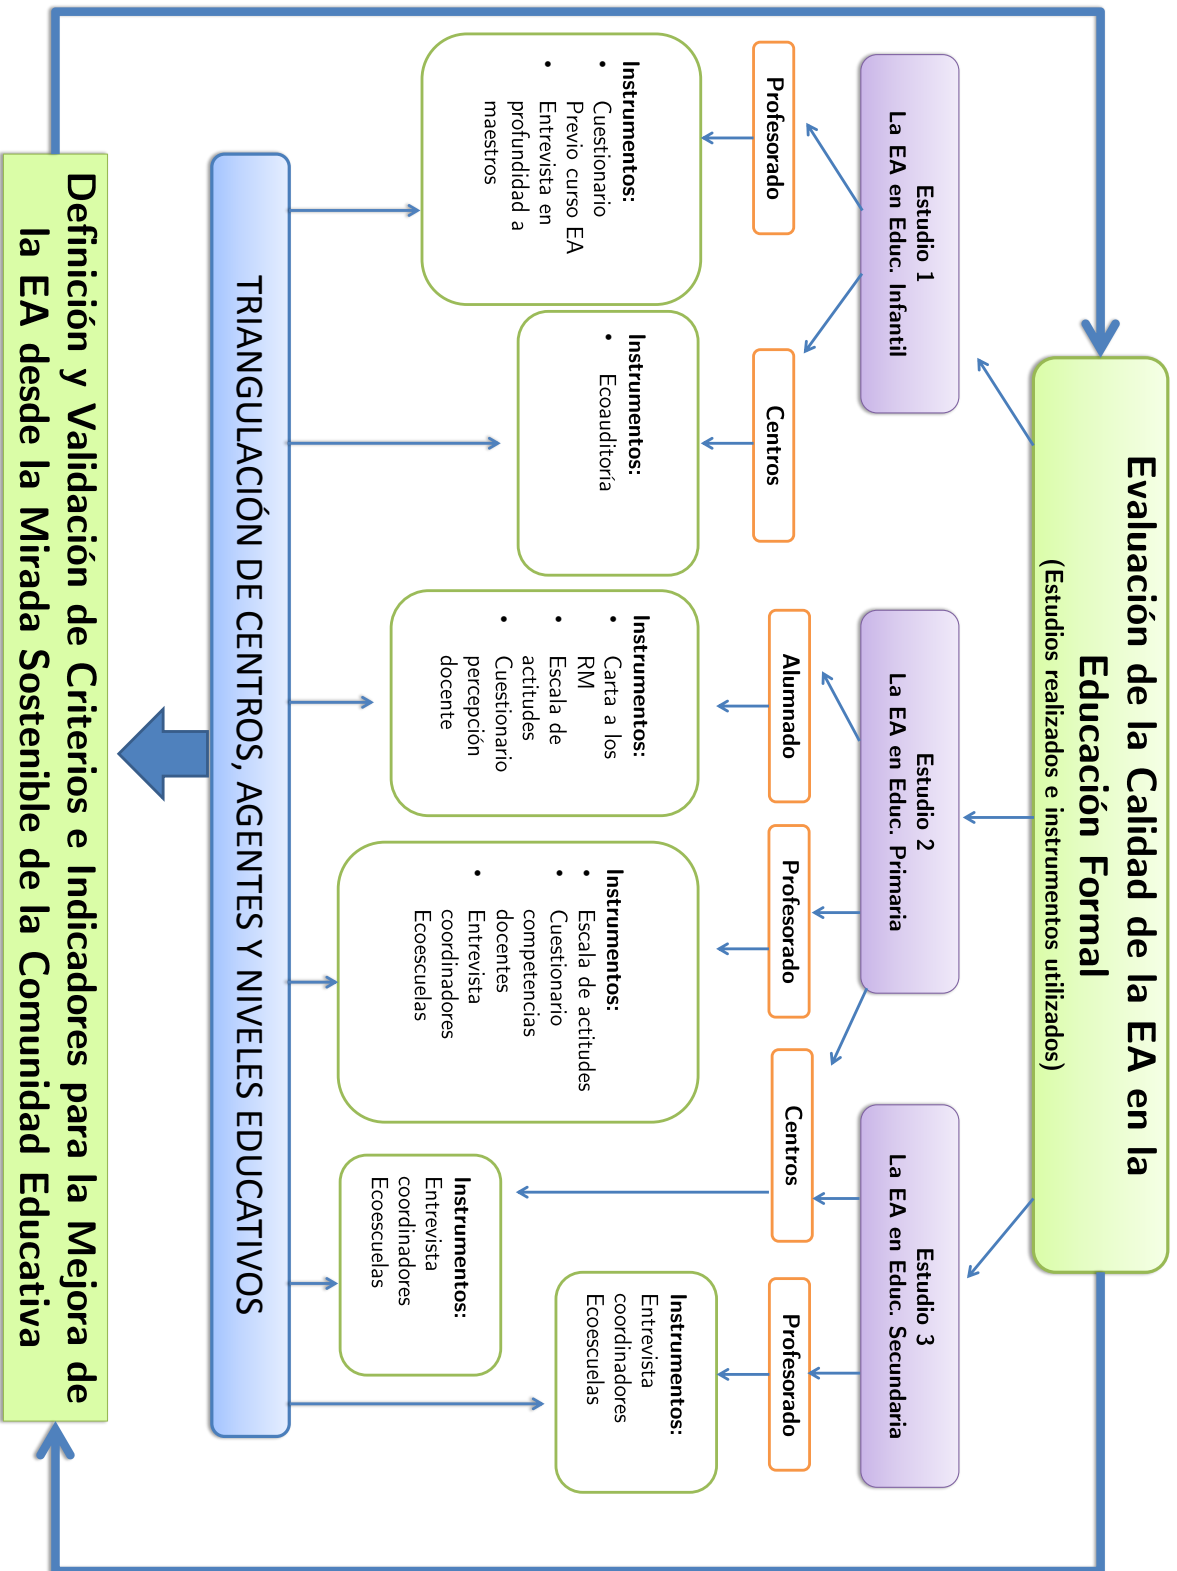 Evaluación de la Calidad de la EA en la
Educación Formal
(Estudios realizados e instrumentos utilizados)
Estudio 1
La EA en Educ. Infantil
Estudio 2
La EA en Educ. Primaria
Estudio 3
La EA en Educ. Secundaria
Profesorado
Centros
Alumnado
Profesorado
Centros
Profesorado
Instrumentos:
• Cuestionario
Previo curso EA
• Entrevista en
profundidad a
maestros
Instrumentos:
• Ecoauditoría
Instrumentos:
• Carta a los
RM
• Escala de
actitudes
• Cuestionario
percepción
docente
Instrumentos:
• Escala de actitudes
• Cuestionario
competencias
docentes
• Entrevista
coordinadores
Ecoescuelas
Instrumentos:
Entrevista
coordinadores
Ecoescuelas
Instrumentos:
Entrevista
coordinadores
Ecoescuelas
TRIANGULACIÓN DE CENTROS, AGENTES Y NIVELES EDUCATIVOS
Definición y Validación de Criterios e Indicadores para la Mejora de
la EA desde la Mirada Sostenible de la Comunidad Educativa